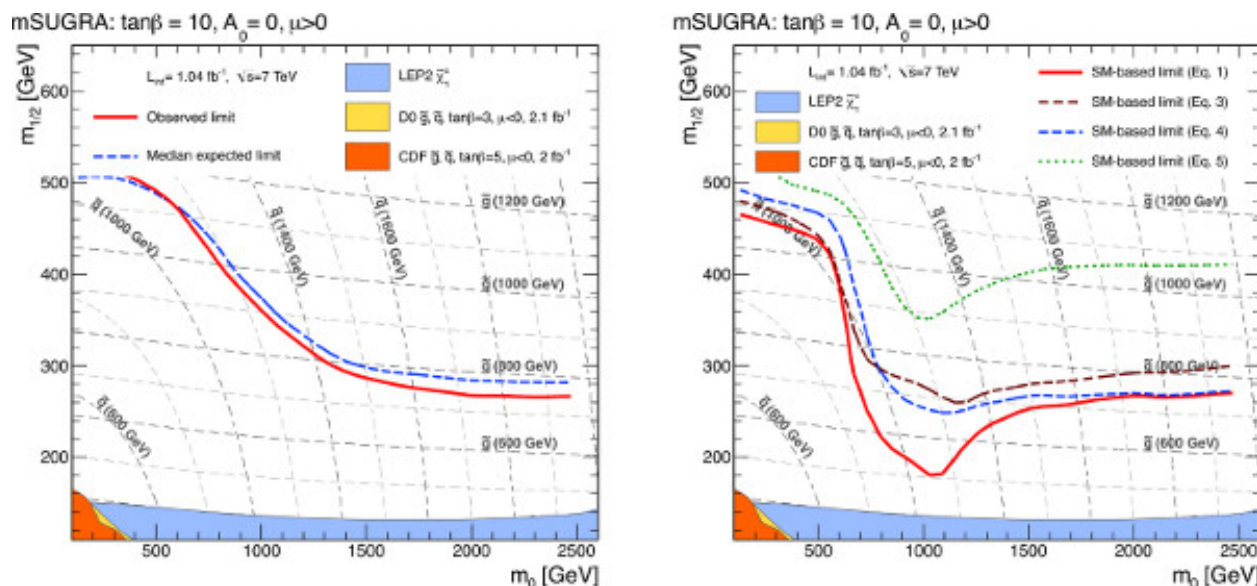 mSUGRA: tanβ = 10, A₀ = 0, μ>0
m₁/₂ [GeV]
600
500
400
300
200
Lint = 1.04 fb⁻¹, √s=7 TeV
Observed limit
Median expected limit
LEP2
D0 g̃, q̃, tanβ=3, μ<0, 2.1 fb⁻¹
CDF g̃, q̃, tanβ=5, μ<0, 2 fb⁻¹
q̃ (1000 GeV)
q̃ (1400 GeV)
q̃ (1600 GeV)
q̃ (600 GeV)
g̃ (1200 GeV)
g̃ (1000 GeV)
g̃ (800 GeV)
g̃ (600 GeV)
500 1000 1500 2000 2500
m₀ [GeV]
mSUGRA: tanβ = 10, A₀ = 0, μ>0
m₁/₂ [GeV]
600
500
400
300
200
Lint = 1.04 fb⁻¹, √s=7 TeV
LEP2
D0 g̃, q̃, tanβ=3, μ<0, 2.1 fb⁻¹
CDF g̃, q̃, tanβ=5, μ<0, 2 fb⁻¹
SM-based limit (Eq. 1)
SM-based limit (Eq. 3)
SM-based limit (Eq. 4)
SM-based limit (Eq. 5)
q̃ (1000 GeV)
q̃ (1400 GeV)
q̃ (1600 GeV)
q̃ (600 GeV)
g̃ (1200 GeV)
g̃ (1000 GeV)
g̃ (800 GeV)
g̃ (600 GeV)
500 1000 1500 2000 2500
m₀ [GeV]